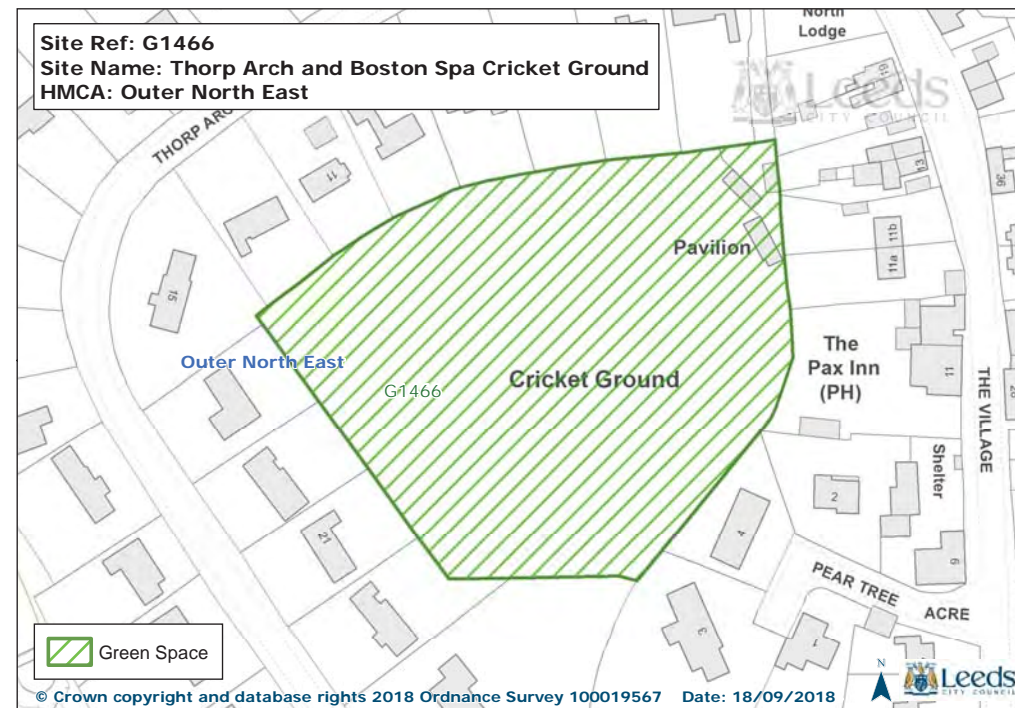 Site Ref: G1466
Site Name: Thorp Arch and Boston Spa Cricket Ground
HMCA: Outer North East
North
Lodge
Leeds
CITY COUNCIL
19
THORP ARC
13
36
11
Pavilion
11b
11a
15
Outer North East
The
Pax Inn
(PH)
11
G1466
Cricket Ground
THE VILLAGE
28
Shelter
2
4
21
9
PEAR TREE
ACRE
3
1
Green Space
N
Leeds
CITY COUNCIL
© Crown copyright and database rights 2018 Ordnance Survey 100019567 Date: 18/09/2018